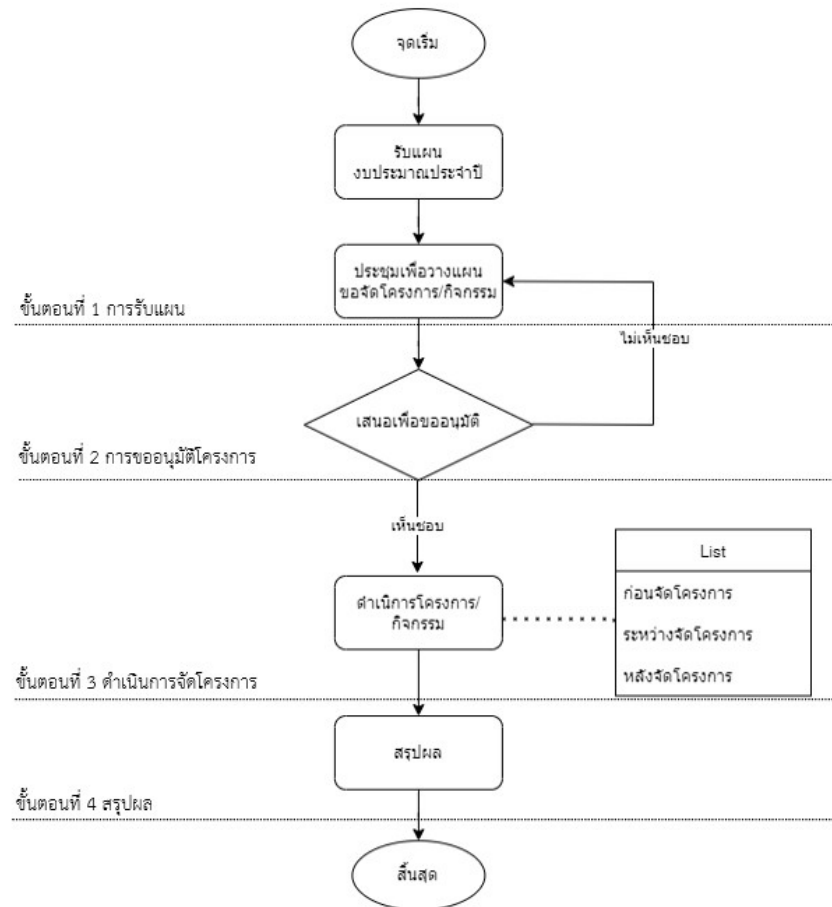 จุดเริ่ม
รับแผน
งบประมาณประจำปี
ประชุมเพื่อวางแผน
ขอจัดโครงการ/กิจกรรม
ขั้นตอนที่ 1 การรับแผน
ไม่เห็นชอบ
เสนอเพื่อขออนุมัติ
ขั้นตอนที่ 2 การขออนุมัติโครงการ
เห็นชอบ
List
ก่อนจัดโครงการ
ระหว่างจัดโครงการ
หลังจัดโครงการ
ดำเนิการโครงการ/
กิจกรรม
ขั้นตอนที่ 3 ดำเนินการจัดโครงการ
สรุปผล
ขั้นตอนที่ 4 สรุปผล
สิ้นสุด